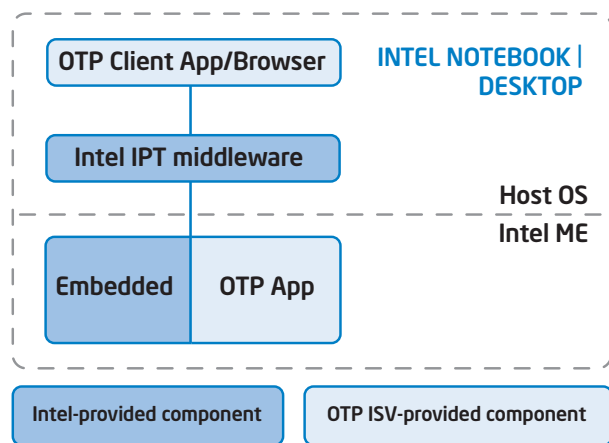 OTP Client App/Browser
INTEL NOTEBOOK |
DESKTOP
Intel IPT middleware
Host OS
Intel ME
Embedded
OTP App
Intel-provided component
OTP ISV-provided component